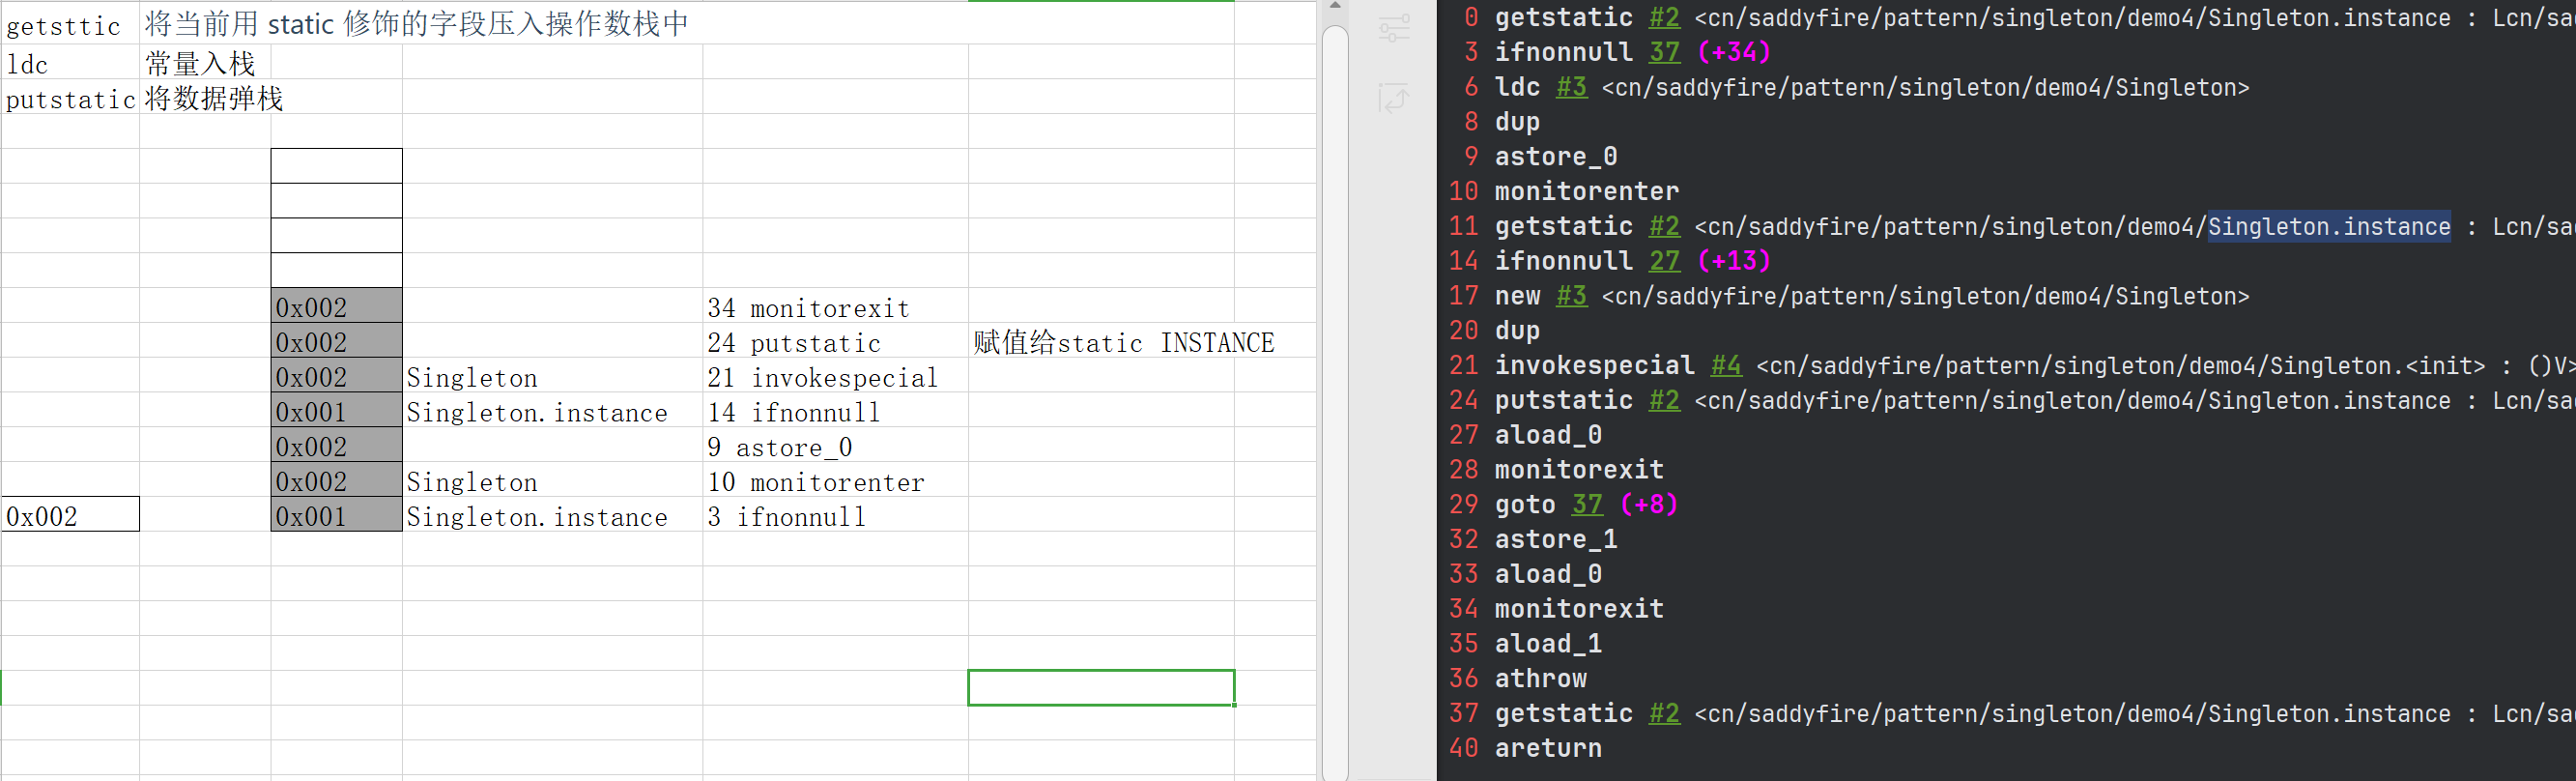 getsttic 将当前用 static 修饰的字段压入操作数栈中
ldc 常量入栈
putstatic 将数据弹栈
0x002 34 monitorexit
0x002 24 putstatic 赋值给static INSTANCE
0x002 Singleton 21 invokespecial
0x001 Singleton.instance 14 ifnonnull
0x002 9 astore_0
0x002 Singleton 10 monitorenter
0x002 0x001 Singleton.instance 3 ifnonnull
0 getstatic #2 <cn/saddyfire/pattern/singleton/demo4/Singleton.instance : Lcn/sad
3 ifnonnull 37 (+34)
6 ldc #3 <cn/saddyfire/pattern/singleton/demo4/Singleton>
8 dup
9 astore_0
10 monitorenter
11 getstatic #2 <cn/saddyfire/pattern/singleton/demo4/Singleton.instance : Lcn/sad
14 ifnonnull 27 (+13)
17 new #3 <cn/saddyfire/pattern/singleton/demo4/Singleton>
20 dup
21 invokespecial #4 <cn/saddyfire/pattern/singleton/demo4/Singleton.<init> : ()V>
24 putstatic #2 <cn/saddyfire/pattern/singleton/demo4/Singleton.instance : Lcn/sad
27 aload_0
28 monitorexit
29 goto 37 (+8)
32 astore_1
33 aload_0
34 monitorexit
35 aload_1
36 athrow
37 getstatic #2 <cn/saddyfire/pattern/singleton/demo4/Singleton.instance : Lcn/sad
40 areturn